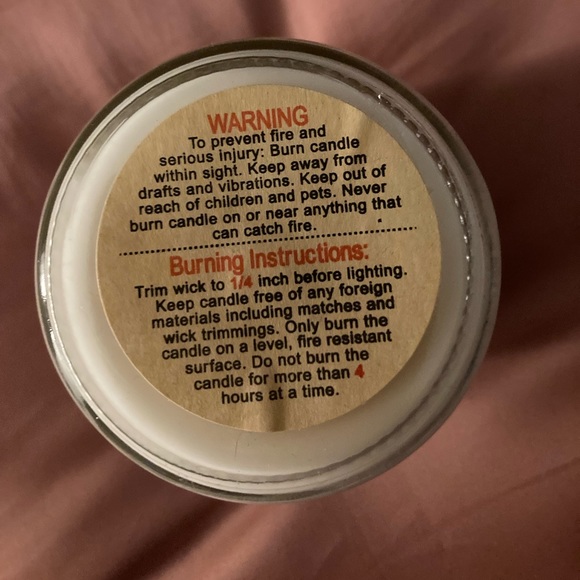 WARNING
To prevent fire and
serious injury: Burn candle
within sight. Keep away from
drafts and vibrations. Keep out of
reach of children and pets. Never
burn candle on or near anything that
can catch fire.
Burning Instructions:
Trim wick to 1/4 inch before lighting.
Keep candle free of any foreign
materials including matches and
wick trimmings. Only burn the
candle on a level, fire resistant
surface. Do not burn the
candle for more than 4
hours at a time.